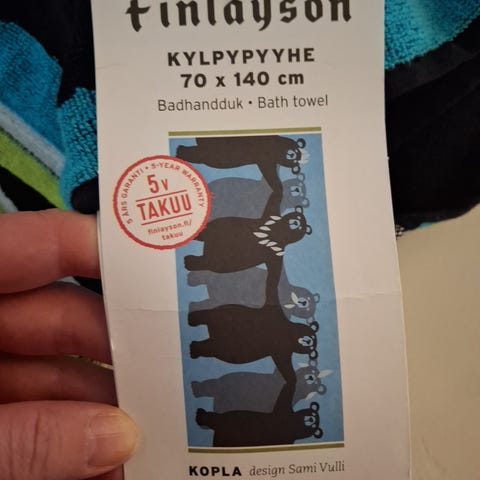 Finlayson
KYLPYPYYHE
70 x 140 cm
Badhandduk • Bath towel
5 ÅRS GARANTI • 5-YEAR WARRANTY
5 v
TAKUU
finlayson.fi/
takuu
KOPLA design Sami Vulli